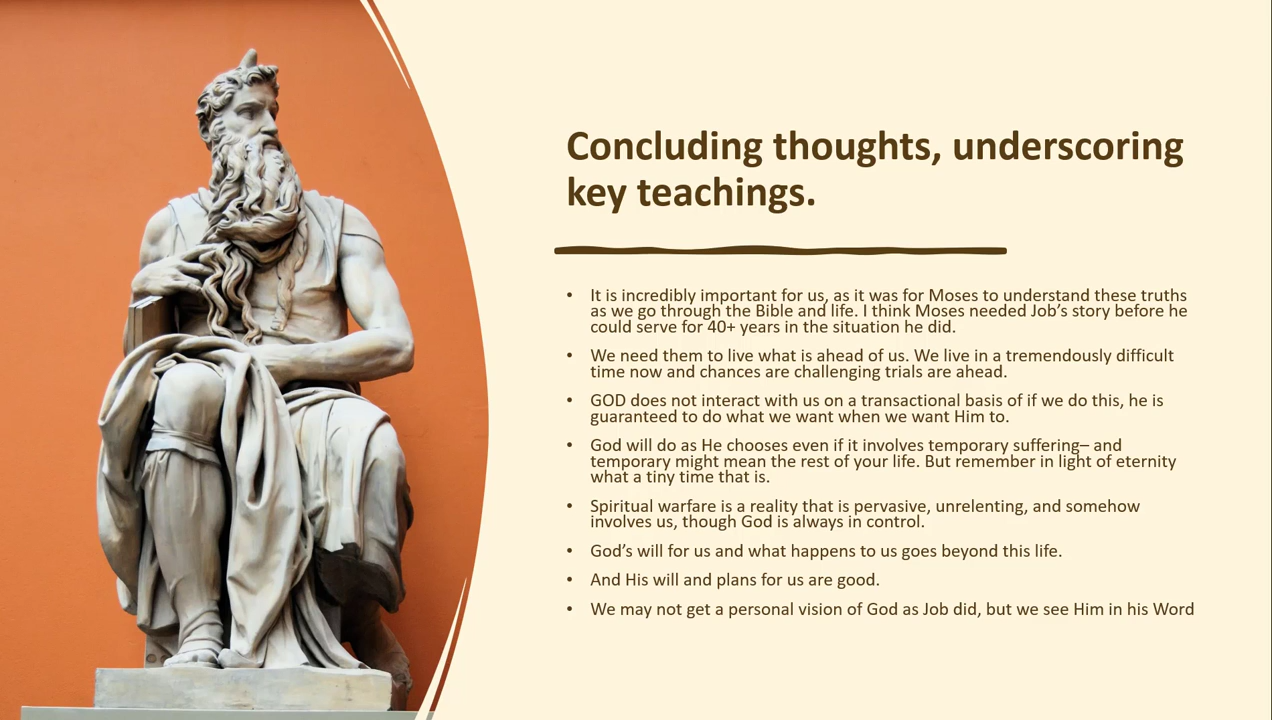 Concluding thoughts, underscoring
key teachings.
• It is incredibly important for us, as it was for Moses to understand these truths
as we go through the Bible and life. I think Moses needed Job’s story before he
could serve for 40+ years in the situation he did.
• We need them to live what is ahead of us. We live in a tremendously difficult
time now and chances are challenging trials are ahead.
• GOD does not interact with us on a transactional basis of if we do this, he is
guaranteed to do what we want when we want Him to.
• God will do as He chooses even if it involves temporary suffering– and
temporary might mean the rest of your life. But remember in light of eternity
what a tiny time that is.
• Spiritual warfare is a reality that is pervasive, unrelenting, and somehow
involves us, though God is always in control.
• God’s will for us and what happens to us goes beyond this life.
• And His will and plans for us are good.
• We may not get a personal vision of God as Job did, but we see Him in his Word